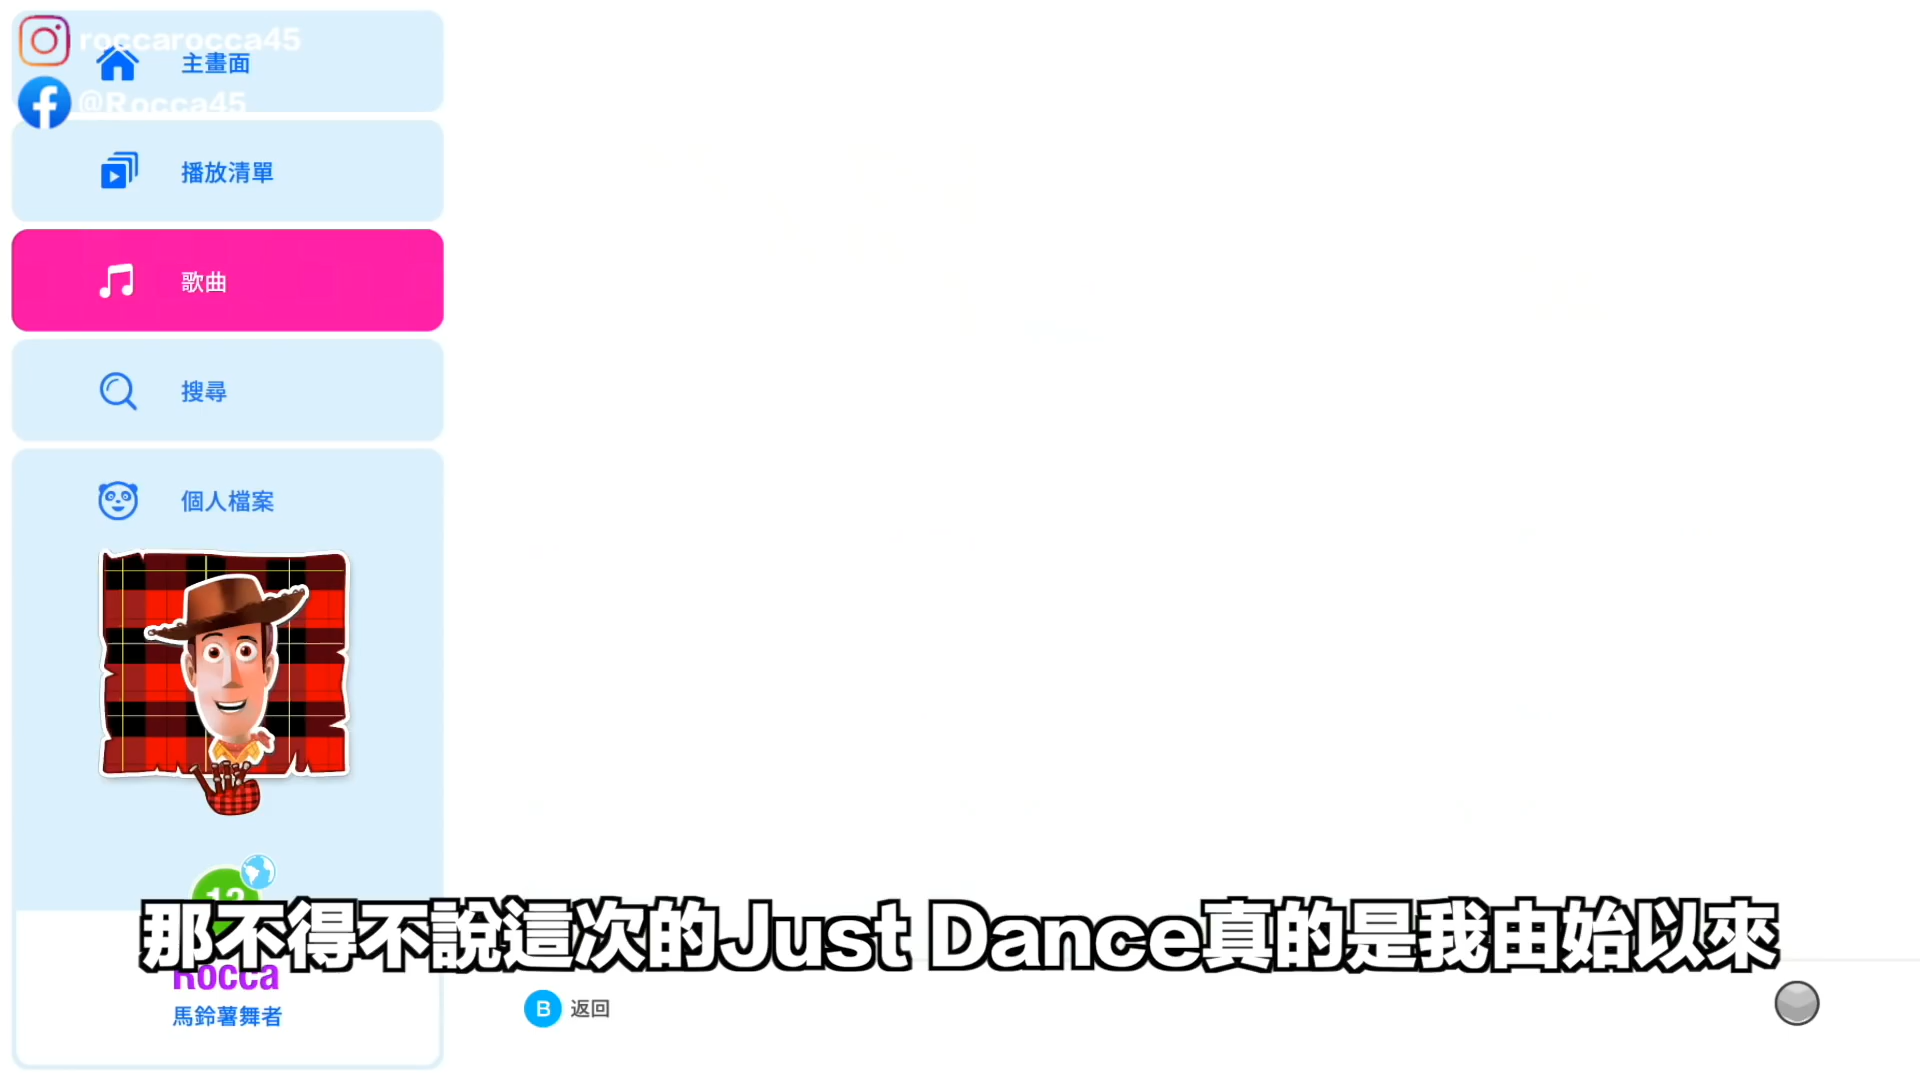 roccarocca45
主畫面
@Rocca45
播放清單
歌曲
搜尋
個人檔案
12
那不得不說這次的Just Dance真的是我由始以來
Rocca
馬鈴薯舞者
B 返回